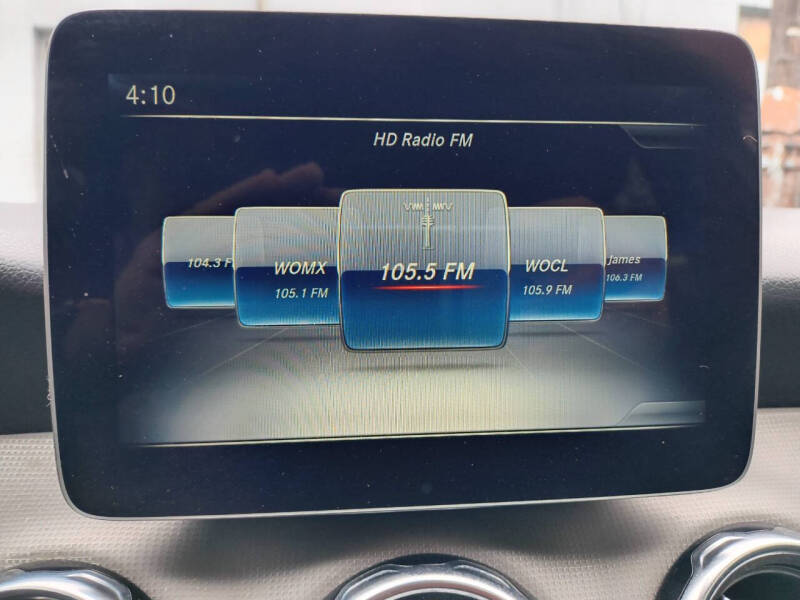 4:10
HD Radio FM
104.3 F
WOMX
105.1 FM
105.5 FM
WOCL
105.9 FM
James
106.3 FM